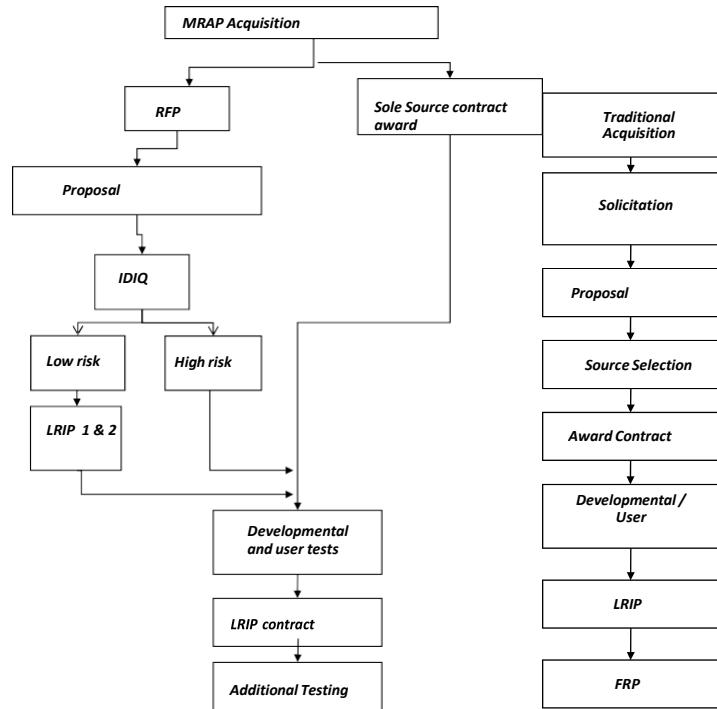 MRAP Acquisition
RFP
Sole Source contract
award
Traditional
Acquisition
Proposal
Solicitation
IDIQ
Proposal
Low risk
High risk
Source Selection
LRIP 1 & 2
Award Contract
Developmental
and user tests
Developmental /
User
LRIP contract
LRIP
Additional Testing
FRP